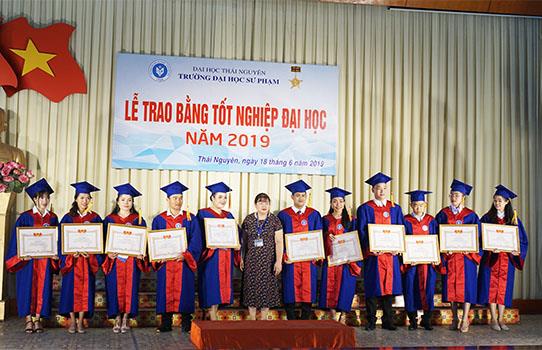 ĐẠI HỌC THÁI NGUYÊN
TRƯỜNG ĐẠI HỌC SƯ PHẠM
LỄ TRAO BẰNG TỐT NGHIỆP ĐẠI HỌC
NĂM 2019
Thái Nguyên, ngày 18 tháng 6 năm 2019